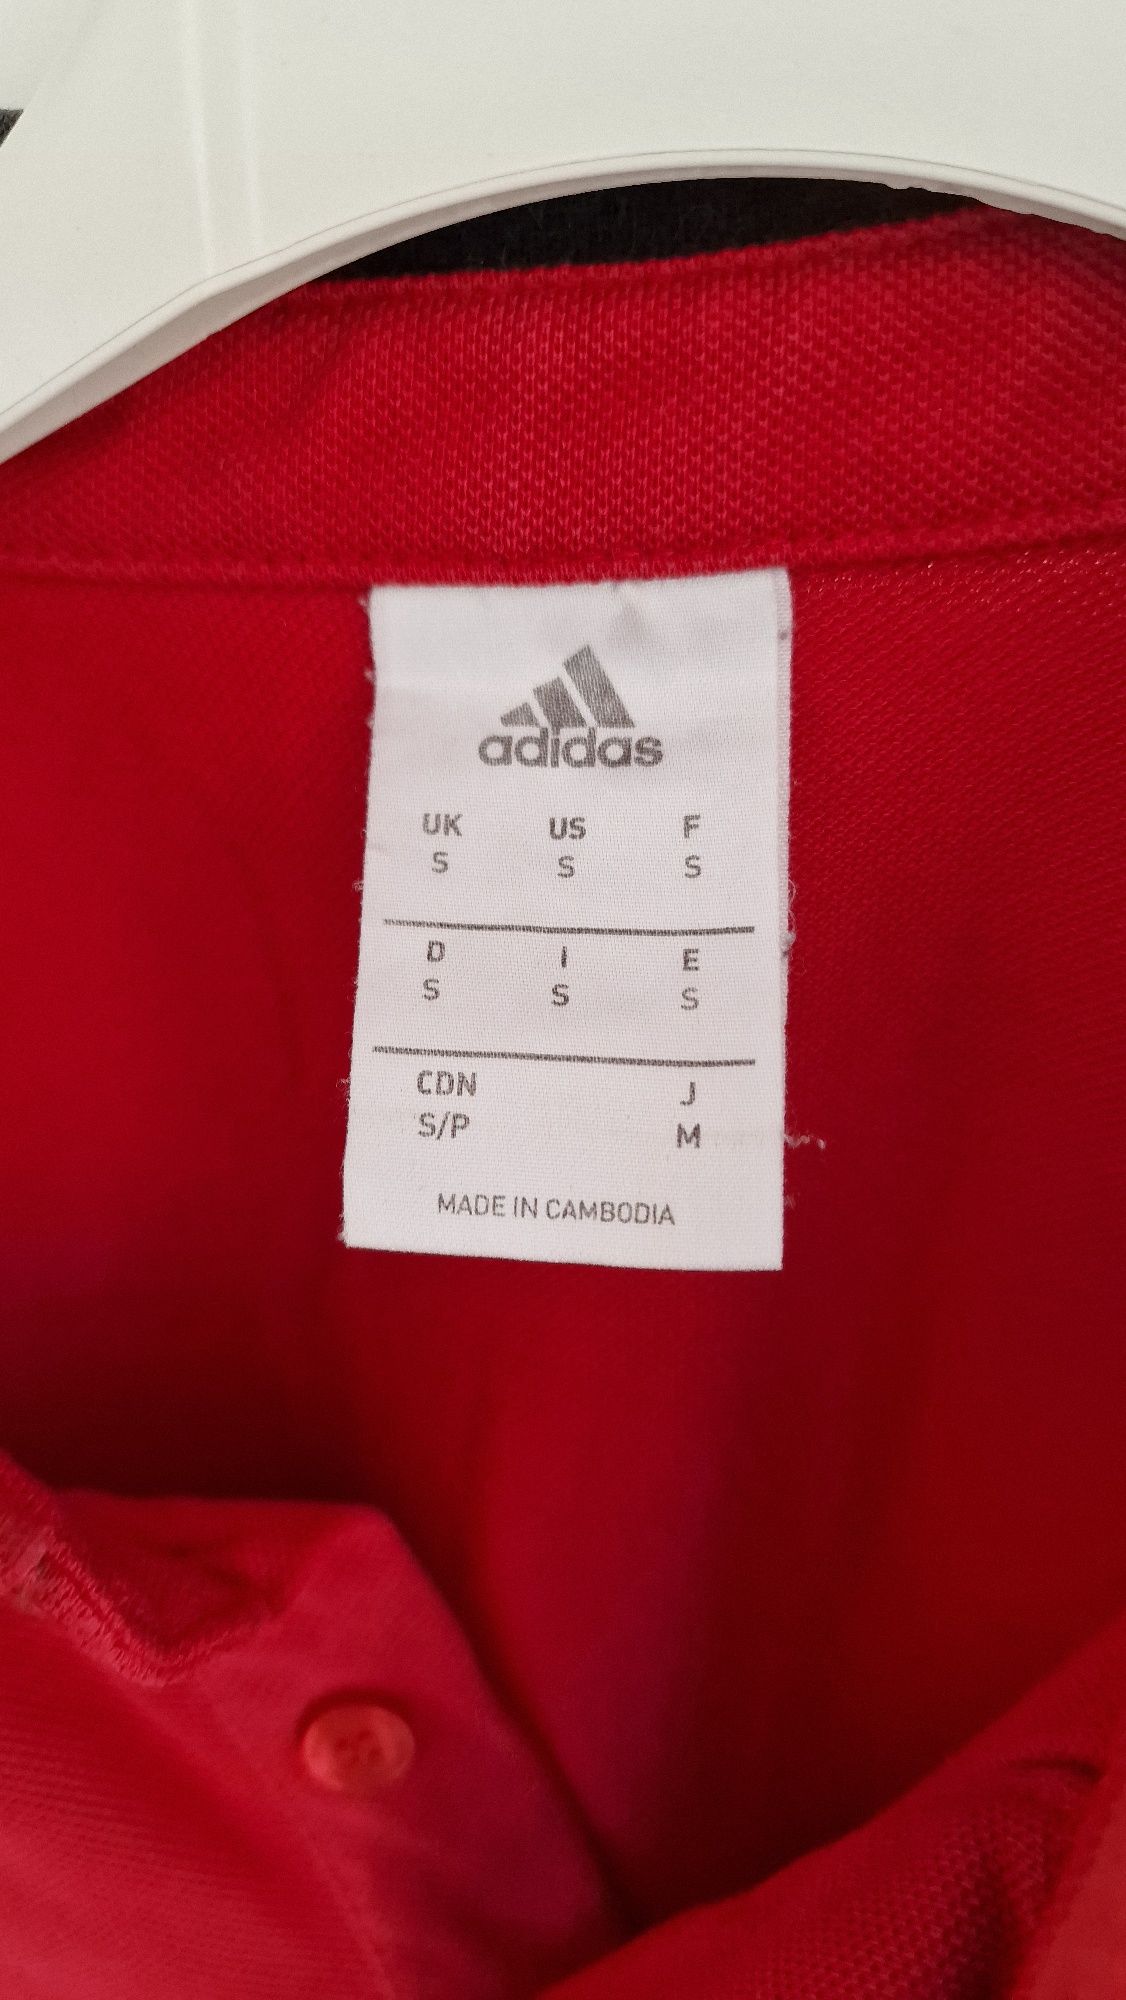 adidas
UK US F
S S S
D I E
S S S
CDN J
S/P M
MADE IN CAMBODIA